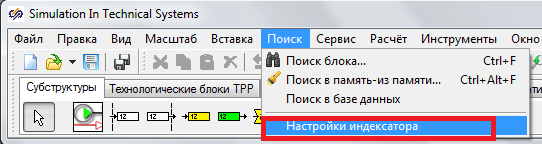 Simulation In Technical Systems
Файл Правка Вид Масштаб Вставка Поиск Сервис Расчёт Инструменты Окно
Поиск блока... Ctrl+F
Поиск в память-из памяти... Ctrl+Alt+F
Поиск в базе данных
Настройки индексатора
Субструктуры Технологические блоки TPP
12 12 12 12